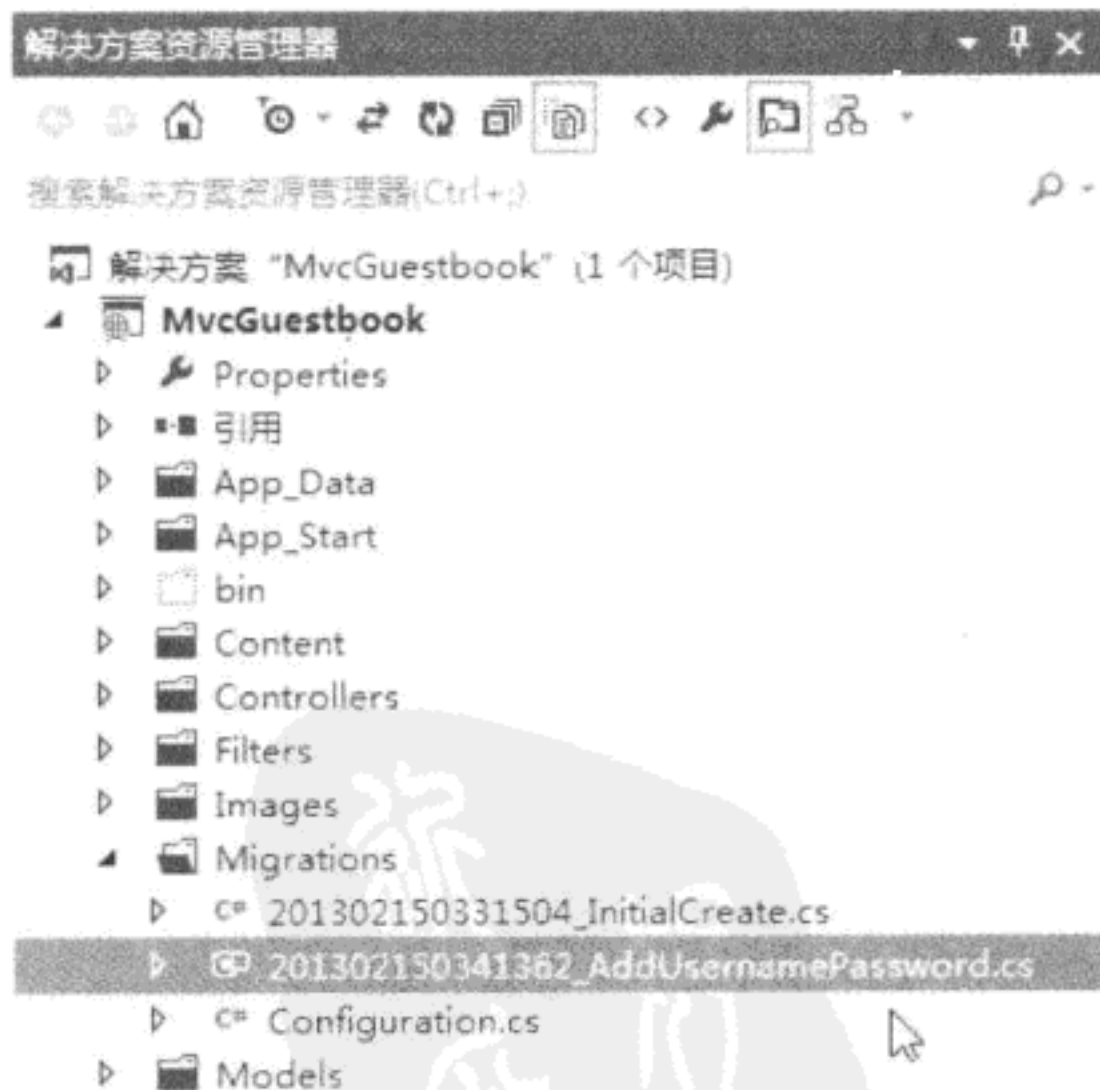 解决方案资源管理器
搜索解决方案资源管理器(Ctrl+;)
解决方案 "MvcGuestbook" (1 个项目)
MvcGuestbook
Properties
引用
App_Data
App_Start
bin
Content
Controllers
Filters
Images
Migrations
C# 201302150331504_InitialCreate.cs
C# 201302150341362_AddUsernamePassword.cs
C# Configuration.cs
Models